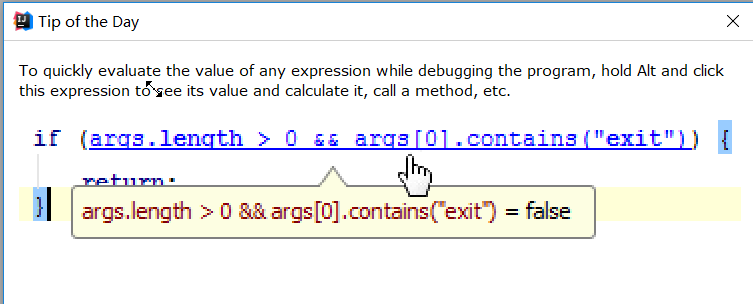 Tip of the Day
To quickly evaluate the value of any expression while debugging the program, hold Alt and click
this expression to see its value and calculate it, call a method, etc.
if (args.length > 0 && args[0].contains("exit")) {
return;
}
args.length > 0 && args[0].contains("exit") = false